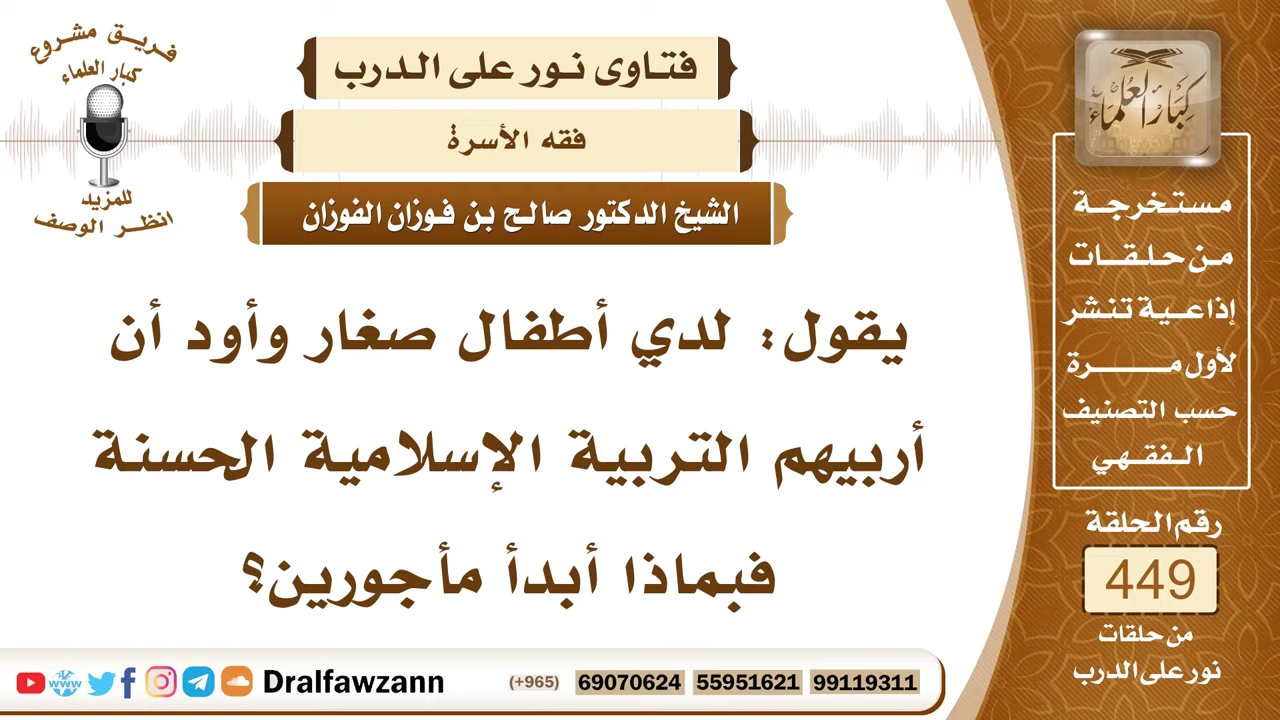 فريق مشروع
كبار العلماء
للمزيد
انظر الوصف
فتاوى نور على الدرب
فقه الأسرة
الشيخ الدكتور صالح بن فوزان الفوزان
يقول: لدي أطفال صغار وأود أن
أربيهم التربية الإسلامية الحسنة
فبماذا أبدأ مأجورين؟
كبار العلماء
مستخرجة
من حلقات
إذاعية تنشر
لأول مرة
حسب التصنيف
الفقهي
رقم الحلقة
449
من حلقات
نور على الدرب
www Dralfawzann (+965) 69070624 55951621 99119311